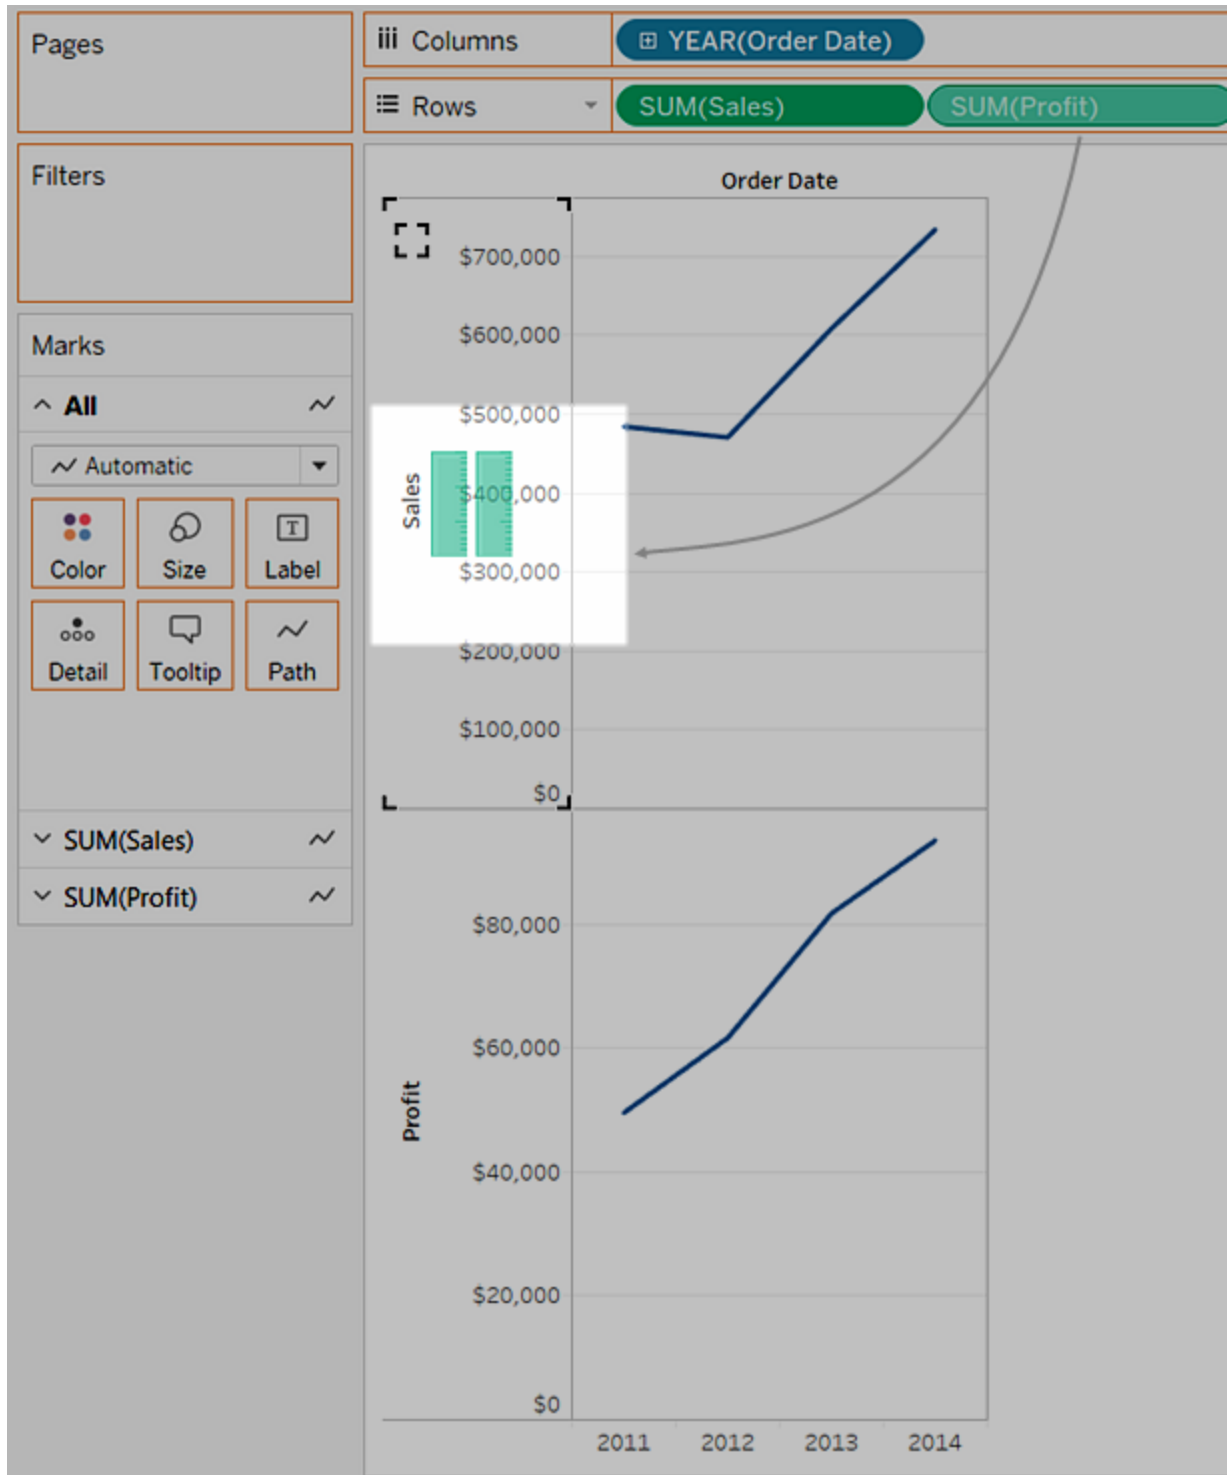 Pages
Columns
YEAR(Order Date)
Rows
SUM(Sales)
SUM(Profit)
Filters
Marks
All
Automatic
Color
Size
Label
Detail
Tooltip
Path
SUM(Sales)
SUM(Profit)
Order Date
$700,000
$600,000
$500,000
$400,000
$300,000
$200,000
$100,000
$0
Sales
$80,000
$60,000
$40,000
$20,000
$0
Profit
2011
2012
2013
2014